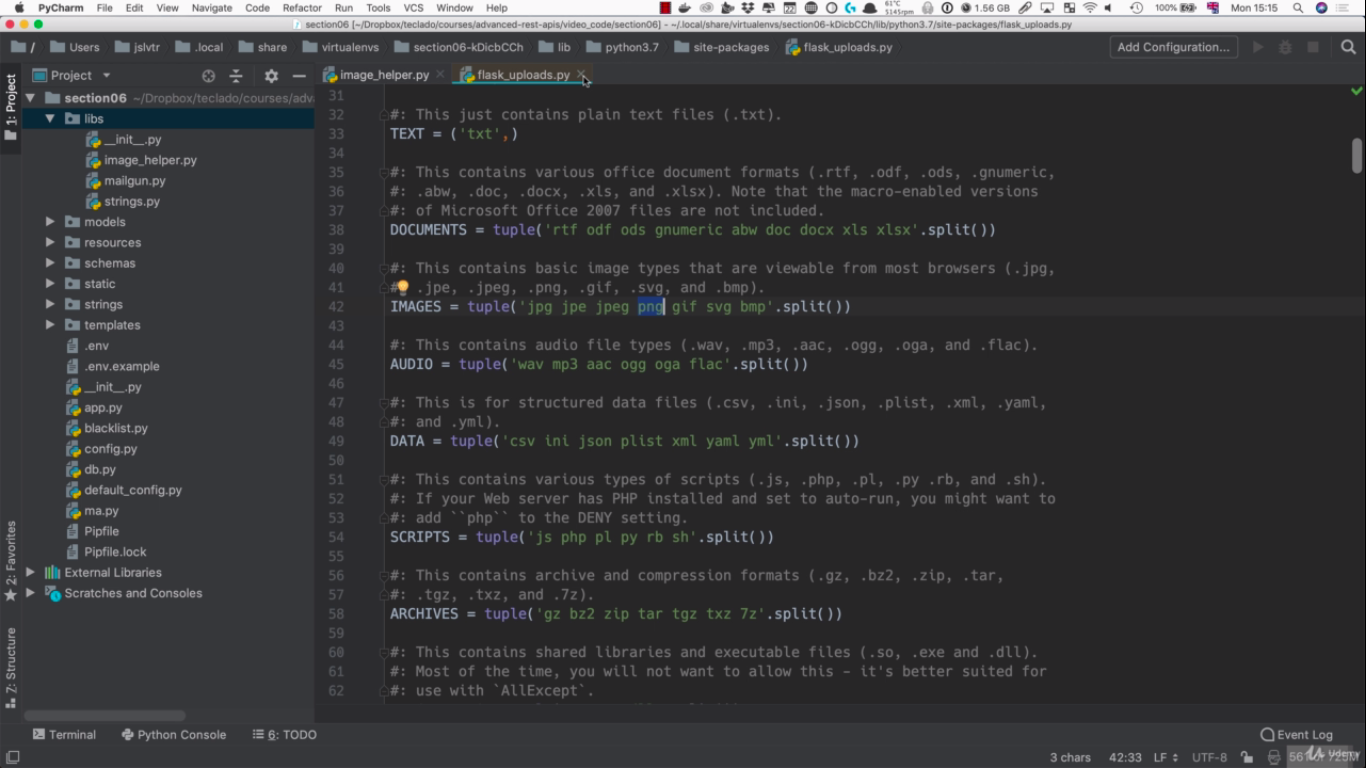 PyCharm File Edit View Navigate Code Refactor Run Tools VCS Window Help 61°C 5145rpm 1.56 GB 100% Mon 15:15
section06 [~/Dropbox/teclado/courses/advanced-rest-apis/video_code/section06] - ~/.local/share/virtualenvs/section06-kDicbCCh/lib/python3.7/site-packages/flask_uploads.py
/ Users jslvtr .local share virtualenvs section06-kDicbCCh lib python3.7 site-packages flask_uploads.py Add Configuration...
Project image_helper.py flask_uploads.py
1: Project
section06 ~/Dropbox/teclado/courses/adva
libs
__init__.py
image_helper.py
mailgun.py
strings.py
models
resources
schemas
static
strings
templates
.env
.env.example
__init__.py
app.py
blacklist.py
config.py
db.py
default_config.py
ma.py
Pipfile
Pipfile.lock
External Libraries
Scratches and Consoles
2: Favorites
7: Structure
31
32 #: This just contains plain text files (.txt).
33 TEXT = ('txt',)
34
35 #: This contains various office document formats (.rtf, .odf, .ods, .gnumeric,
36 #: .abw, .doc, .docx, .xls, and .xlsx). Note that the macro-enabled versions
37 #: of Microsoft Office 2007 files are not included.
38 DOCUMENTS = tuple('rtf odf ods gnumeric abw doc docx xls xlsx'.split())
39
40 #: This contains basic image types that are viewable from most browsers (.jpg,
41 #: .jpe, .jpeg, .png, .gif, .svg, and .bmp).
42 IMAGES = tuple('jpg jpe jpeg png gif svg bmp'.split())
43
44 #: This contains audio file types (.wav, .mp3, .aac, .ogg, .oga, and .flac).
45 AUDIO = tuple('wav mp3 aac ogg oga flac'.split())
46
47 #: This is for structured data files (.csv, .ini, .json, .plist, .xml, .yaml,
48 #: and .yml).
49 DATA = tuple('csv ini json plist xml yaml yml'.split())
50
51 #: This contains various types of scripts (.js, .php, .pl, .py .rb, and .sh).
52 #: If your Web server has PHP installed and set to auto-run, you might want to
53 #: add ``php`` to the DENY setting.
54 SCRIPTS = tuple('js php pl py rb sh'.split())
55
56 #: This contains archive and compression formats (.gz, .bz2, .zip, .tar,
57 #: .tgz, .txz, and .7z).
58 ARCHIVES = tuple('gz bz2 zip tar tgz txz 7z'.split())
59
60 #: This contains shared libraries and executable files (.so, .exe and .dll).
61 #: Most of the time, you will not want to allow this - it's better suited for
62 #: use with `AllExcept`.
Terminal Python Console 6: TODO Event Log
3 chars 42:33 LF UTF-8 561 of 725M
Udemy